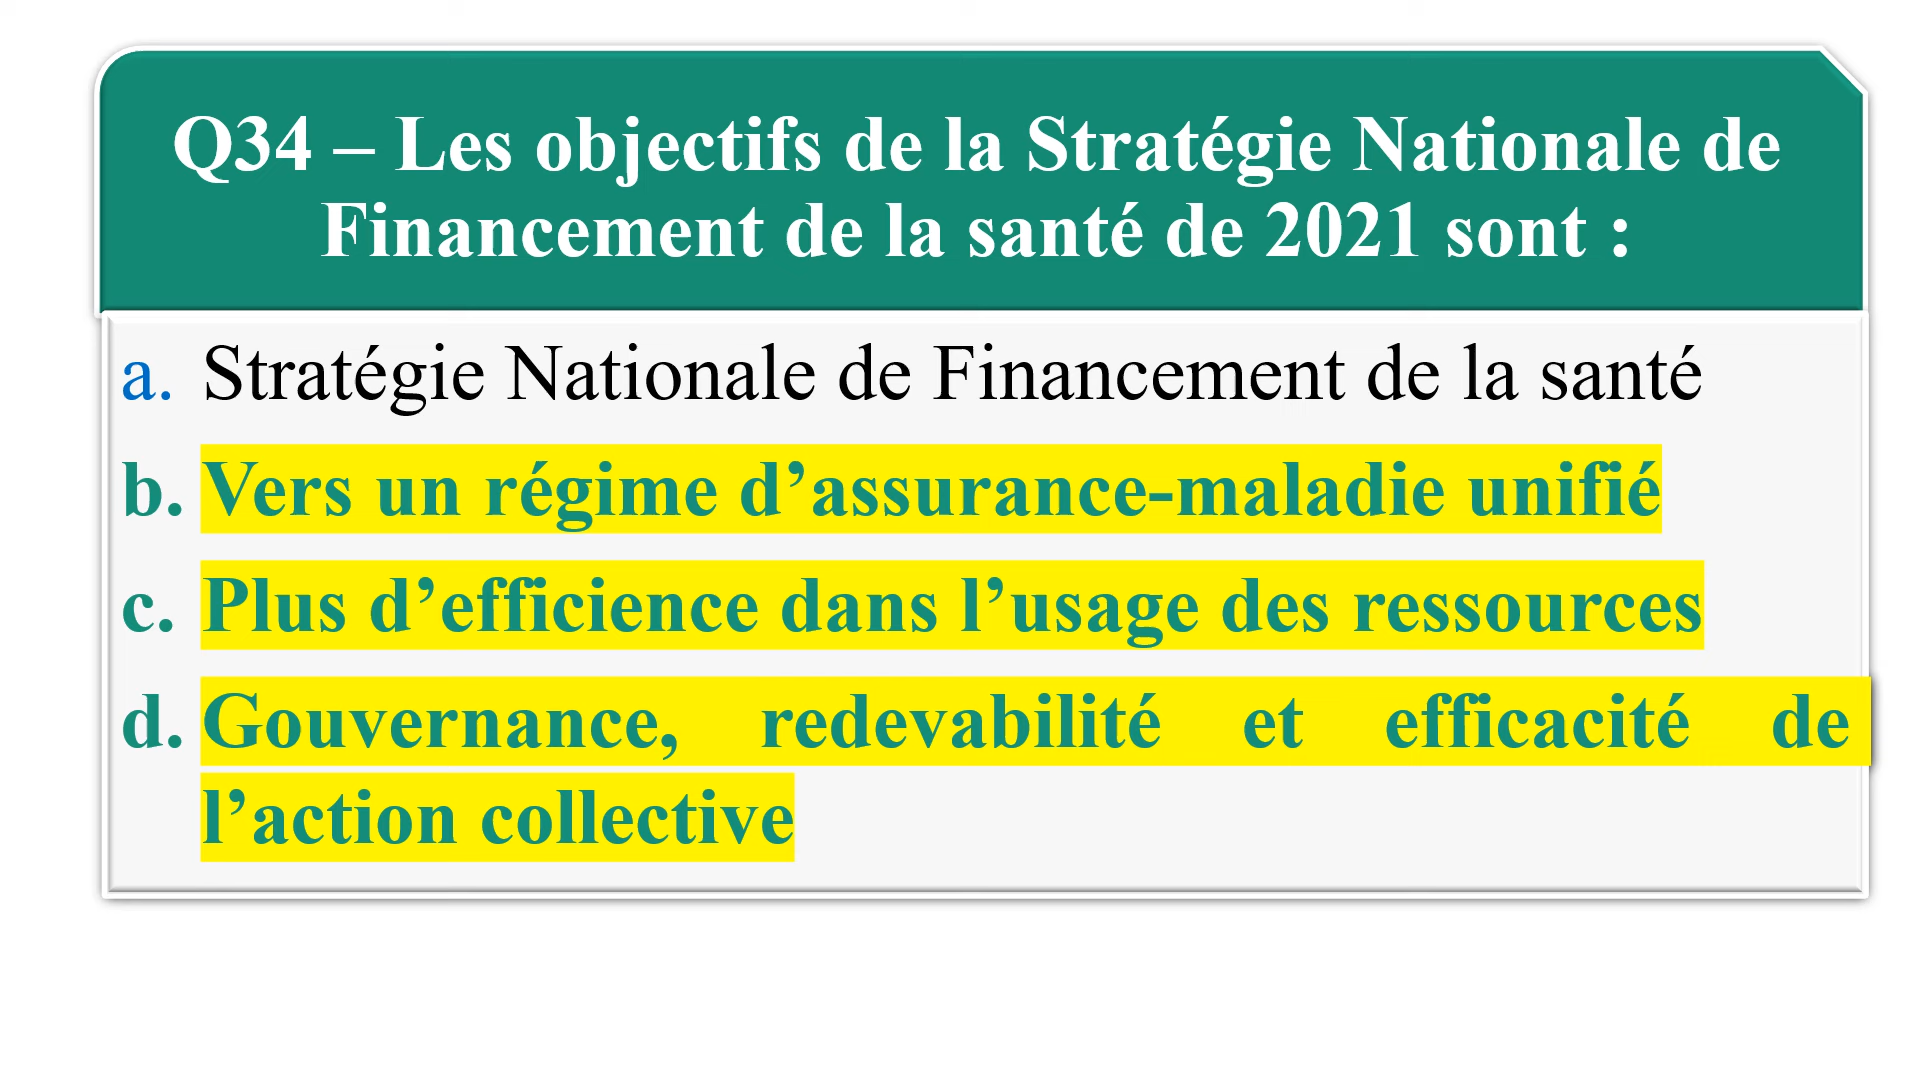 Q34 – Les objectifs de la Stratégie Nationale de
Financement de la santé de 2021 sont :
a. Stratégie Nationale de Financement de la santé
b. Vers un régime d’assurance-maladie unifié
c. Plus d’efficience dans l’usage des ressources
d. Gouvernance, redevabilité et efficacité de
l’action collective